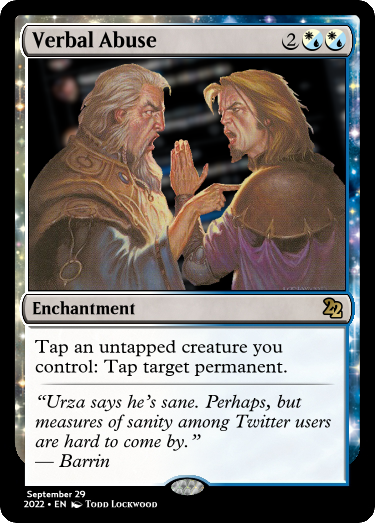 Verbal Abuse 2
Enchantment
Tap an untapped creature you
control: Tap target permanent.
“Urza says he’s sane. Perhaps, but
measures of sanity among Twitter users
are hard to come by.”
— Barrin
September 29
2022 • EN Todd Lockwood